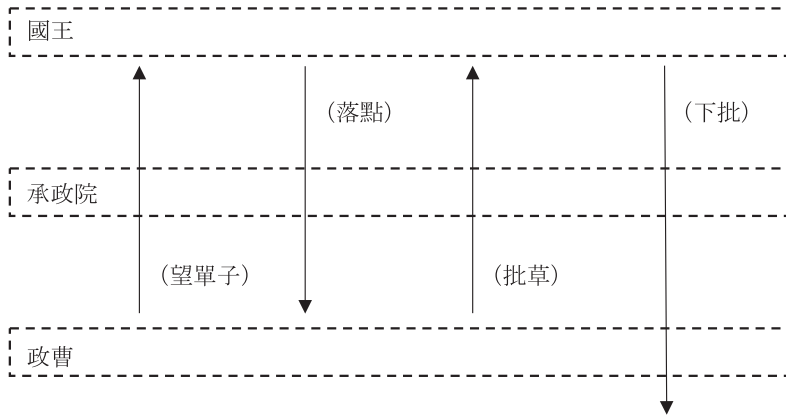 國王
（落點）
（下批）
承政院
（望單子）
（批草）
政曹